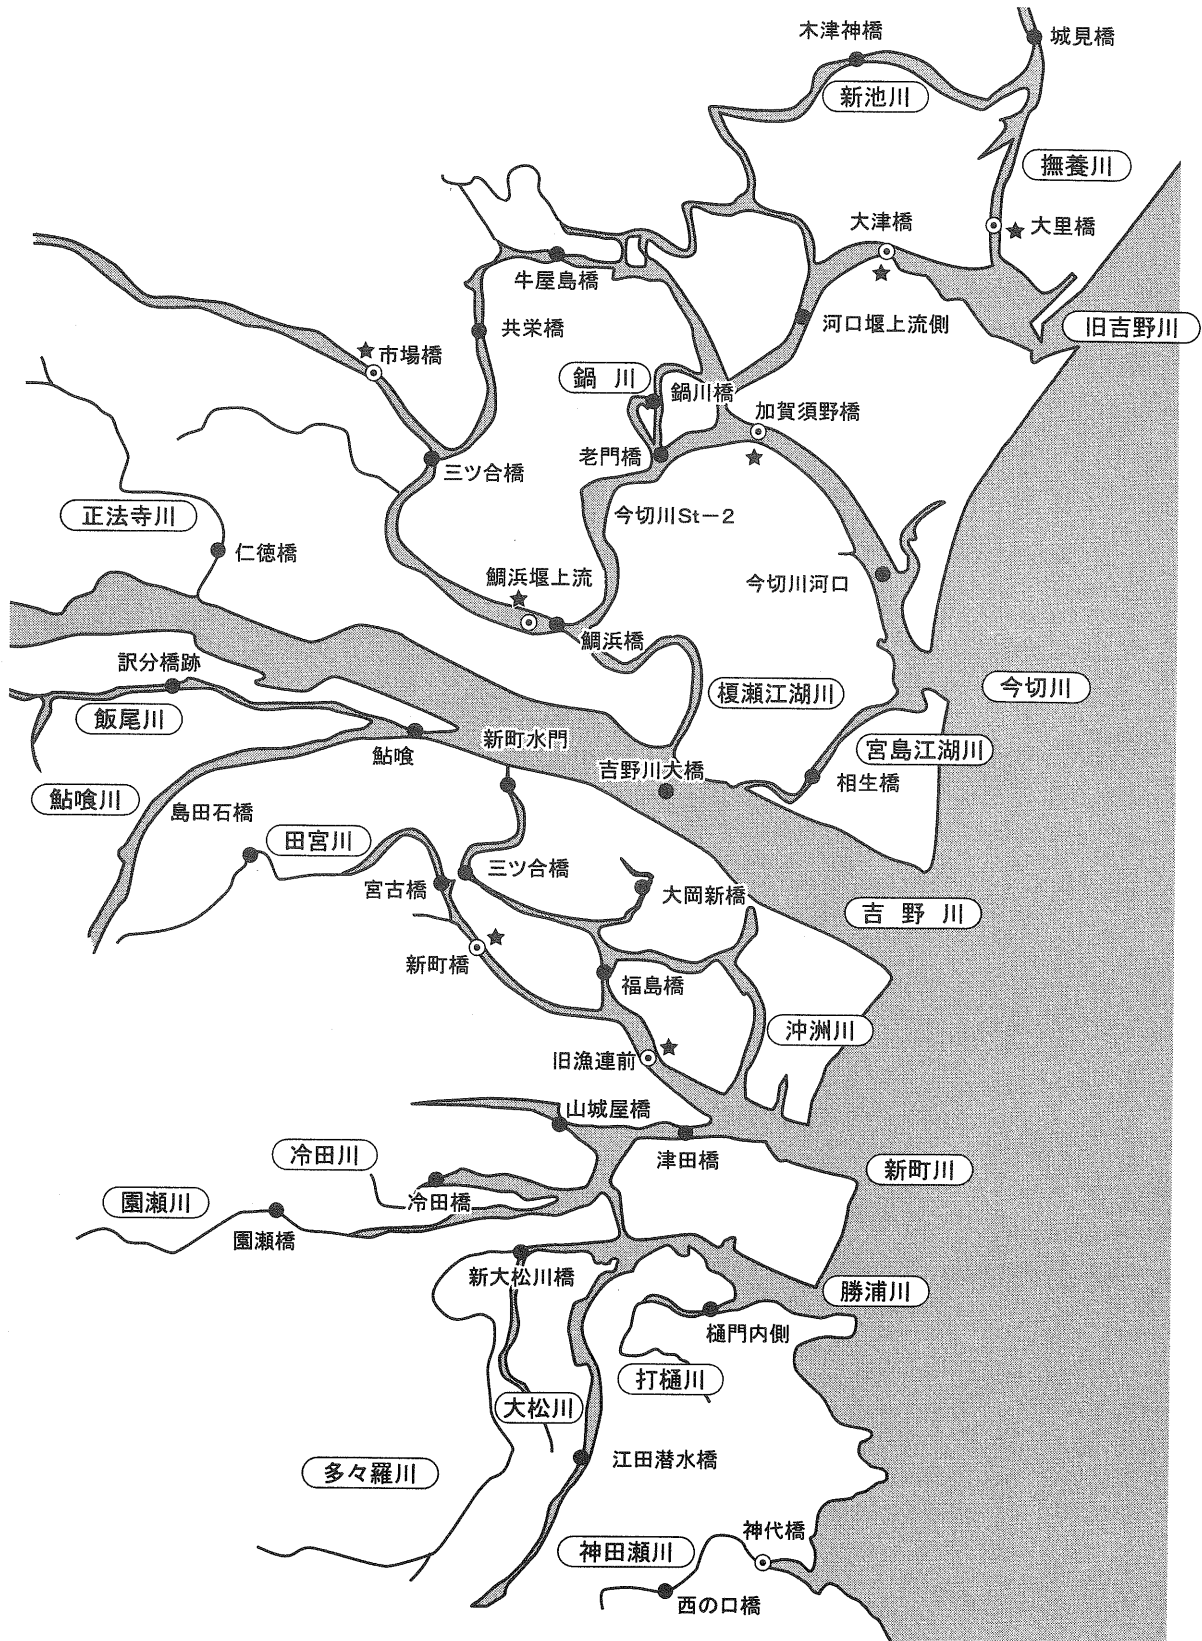 木津神橋
城見橋
新池川
撫養川
大津橋
★大里橋
★
牛屋島橋
河口堰上流側
旧吉野川
共栄橋
★
市場橋
鍋 川
鍋川橋
加賀須野橋
老門橋
★
三ツ合橋
正法寺川
今切川St－2
仁徳橋
鯛浜堰上流
★
今切川河口
鯛浜橋
訳分橋跡
榎瀬江湖川
今切川
飯尾川
新町水門
宮島江湖川
鮎喰
吉野川大橋
相生橋
鮎喰川
島田石橋
田宮川
三ツ合橋
宮古橋
大岡新橋
吉 野 川
★
新町橋
福島橋
沖洲川
★
旧漁連前
山城屋橋
冷田川
津田橋
新町川
園瀬川
冷田橋
園瀬橋
新大松川橋
勝浦川
樋門内側
打樋川
大松川
江田潜水橋
多々羅川
神代橋
神田瀬川
西の口橋